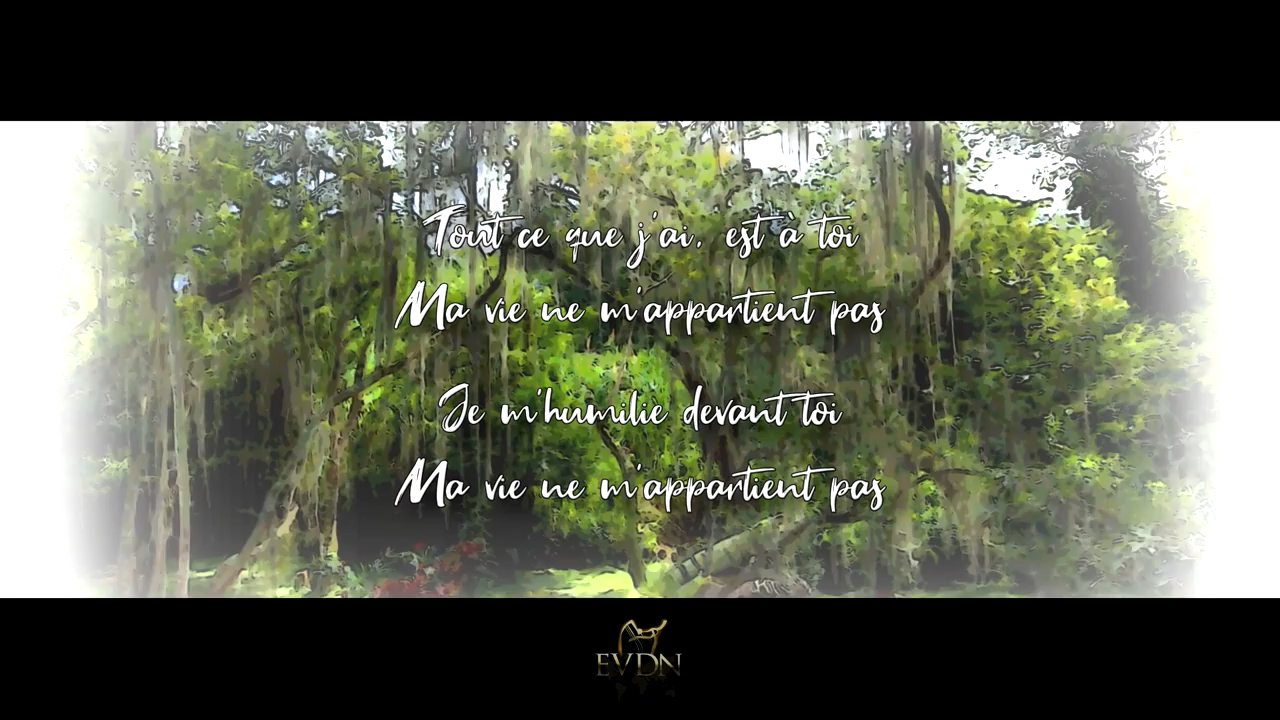 Tout ce que j'ai, est à toi
Ma vie ne m'appartient pas
Je m'humilie devant toi
Ma vie ne m'appartient pas
EVDN